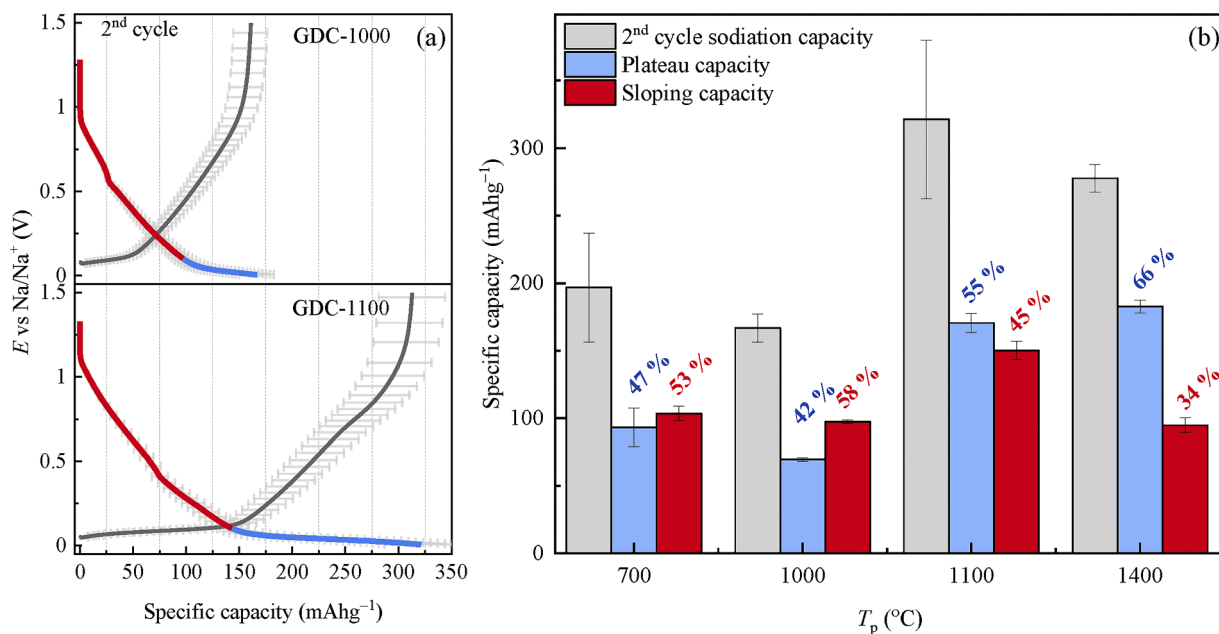 2nd cycle
GDC-1000
(a)
1.5
1
0.5
0
GDC-1100
1.5
1
0.5
0
E vs Na/Na+ (V)
0 50 100 150 200 250 300 350
Specific capacity (mAhg−1)
(b)
2nd cycle sodiation capacity
Plateau capacity
Sloping capacity
Specific capacity (mAhg−1)
300
200
100
0
47 %
53 %
42 %
58 %
55 %
45 %
66 %
34 %
700 1000 1100 1400
Tp (°C)